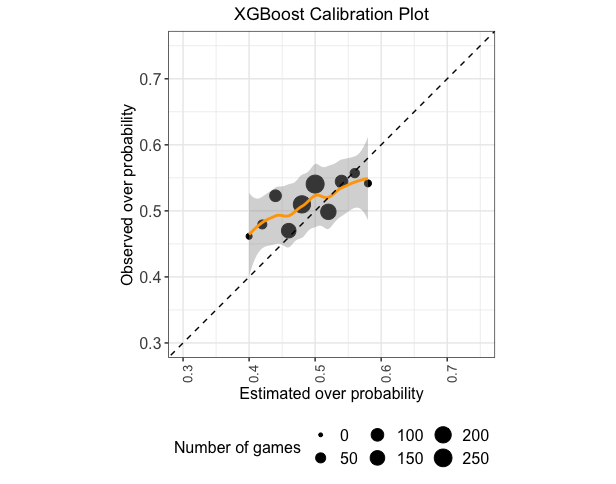 XGBoost Calibration Plot
Observed over probability
0.7
0.6
0.5
0.4
0.3
0.3 0.4 0.5 0.6 0.7
Estimated over probability
Number of games
0 100 200
50 150 250